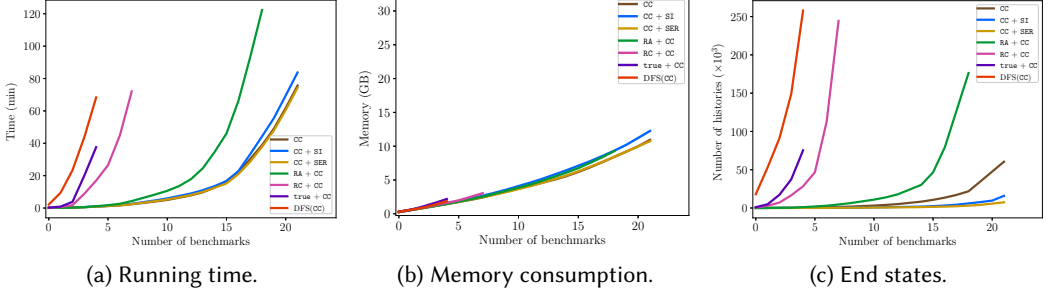 120
100
80
60
40
20
0
Time (min)
0 5 10 15 20
Number of benchmarks
CC
CC + SI
CC + SER
RA + CC
RC + CC
true + CC
DFS(CC)
(a) Running time.
30
25
20
15
10
5
0
Memory (GB)
0 5 10 15 20
Number of benchmarks
CC
CC + SI
CC + SER
RA + CC
RC + CC
true + CC
DFS(CC)
(b) Memory consumption.
250
200
150
100
50
0
Number of histories (×10³)
0 5 10 15 20
Number of benchmarks
CC
CC + SI
CC + SER
RA + CC
RC + CC
true + CC
DFS(CC)
(c) End states.